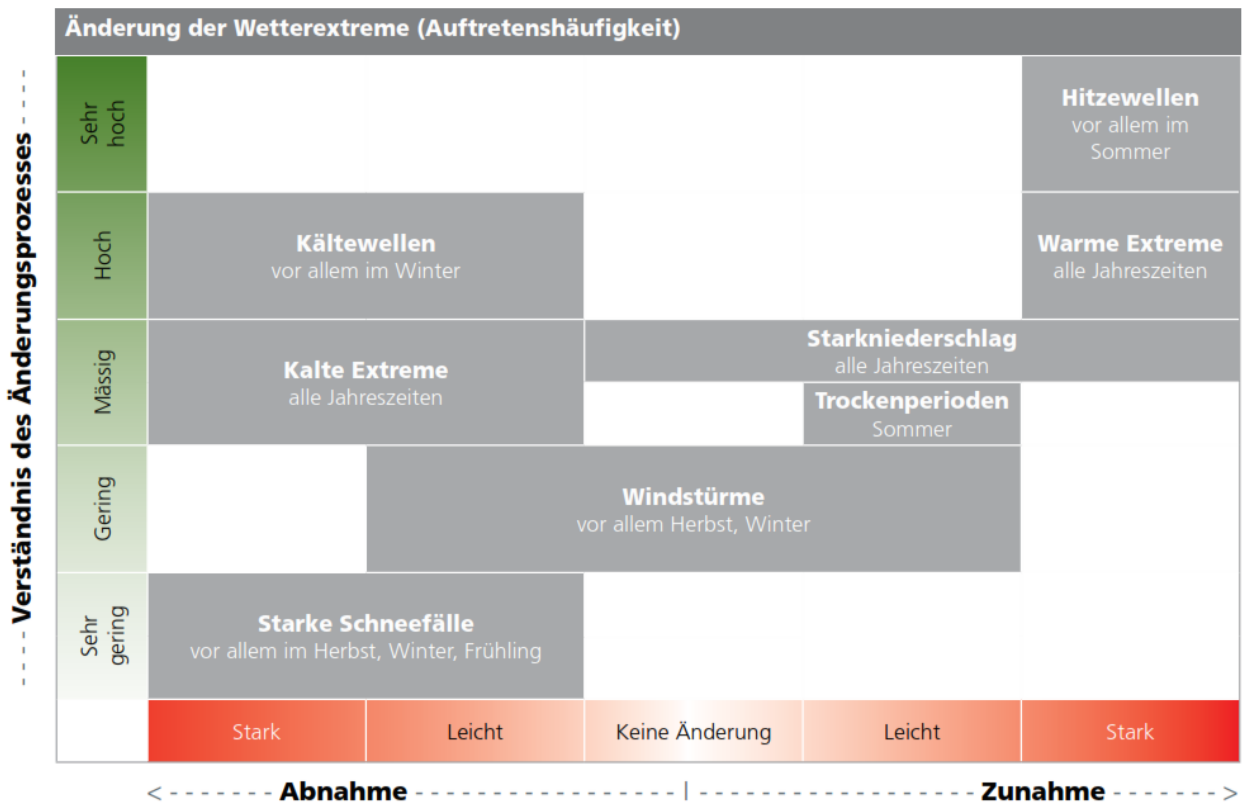 Änderung der Wetterextreme (Auftretenshäufigkeit)
Verständnis des Änderungsprozesses
Sehr
hoch
Hitzewellen
vor allem im
Sommer
Hoch
Kältewellen
vor allem im Winter
Warme Extreme
alle Jahreszeiten
Mässig
Kalte Extreme
alle Jahreszeiten
Starkniederschlag
alle Jahreszeiten
Trockenperioden
Sommer
Gering
Windstürme
vor allem Herbst, Winter
Sehr
gering
Starke Schneefälle
vor allem im Herbst, Winter, Frühling
Stark
Leicht
Keine Änderung
Leicht
Stark
Abnahme
Zunahme